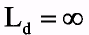 L_d = ∞